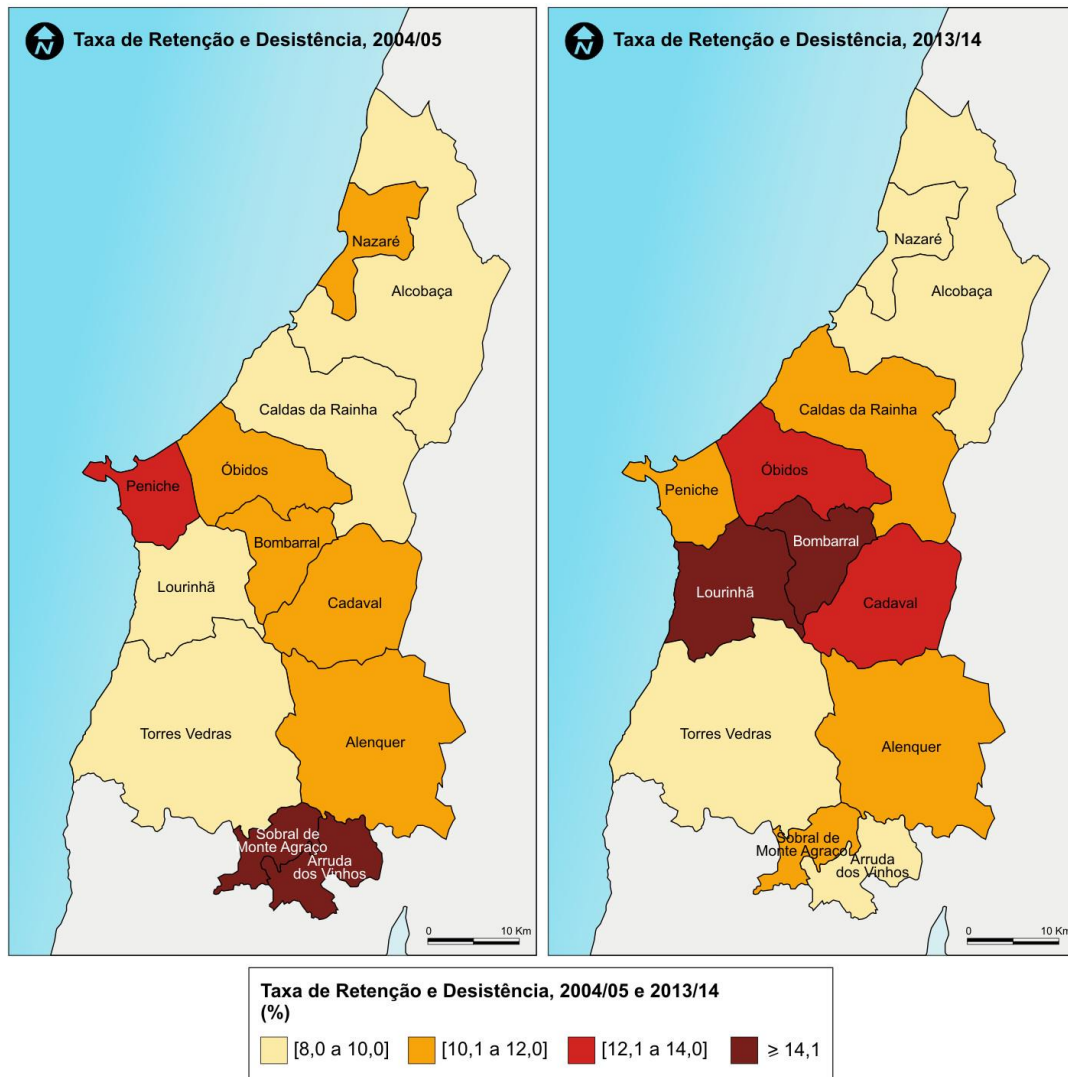 N
Taxa de Retenção e Desistência, 2004/05
Nazaré
Alcobaça
Caldas da Rainha
Óbidos
Peniche
Bombarral
Lourinhã
Cadaval
Torres Vedras
Alenquer
Sobral de
Monte Agraço
Arruda
dos Vinhos
0 10 Km
N
Taxa de Retenção e Desistência, 2013/14
Nazaré
Alcobaça
Caldas da Rainha
Óbidos
Peniche
Bombarral
Lourinhã
Cadaval
Torres Vedras
Alenquer
Sobral de
Monte Agraço
Arruda
dos Vinhos
0 10 Km
Taxa de Retenção e Desistência, 2004/05 e 2013/14
(%)
[8,0 a 10,0] [10,1 a 12,0] [12,1 a 14,0] ⩾ 14,1